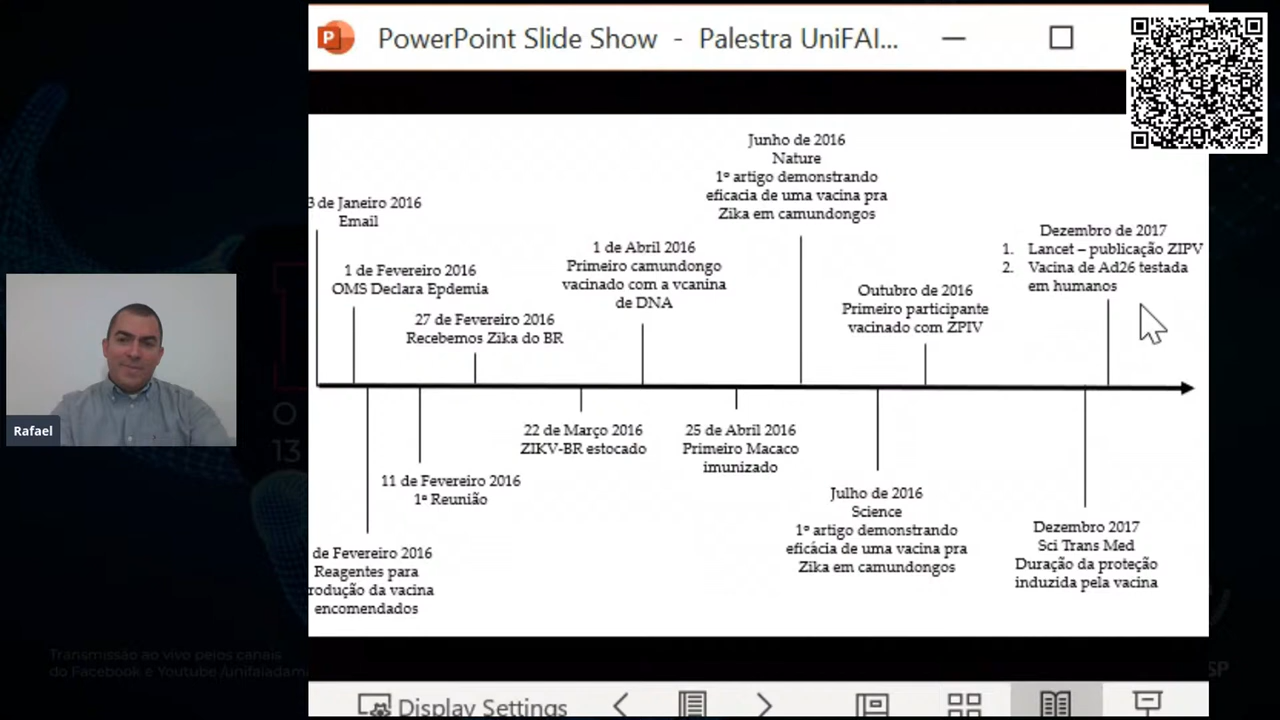 PowerPoint Slide Show - Palestra UniFAI...
Junho de 2016
Nature
1º artigo demonstrando
eficacia de uma vacina pra
Zika em camundongos
3 de Janeiro 2016
Email
1 de Fevereiro 2016
OMS Declara Epdemia
27 de Fevereiro 2016
Recebemos Zika do BR
1 de Abril 2016
Primeiro camundongo
vacinado com a vcanina
de DNA
Outubro de 2016
Primeiro participante
vacinado com ZPIV
Dezembro de 2017
1. Lancet – publicação ZIPV
2. Vacina de Ad26 testada
em humanos
Rafael
22 de Março 2016
ZIKV-BR estocado
25 de Abril 2016
Primeiro Macaco
imunizado
11 de Fevereiro 2016
1ª Reunião
Julho de 2016
Science
1º artigo demonstrando
eficácia de uma vacina pra
Zika em camundongos
Dezembro 2017
Sci Trans Med
Duração da proteção
induzida pela vacina
de Fevereiro 2016
Reagentes para
rodução da vacina
encomendados
O
13
Transmissão ao vivo pelos canais
do Facebook e Youtube /unifaiadam
SP
Display Settings